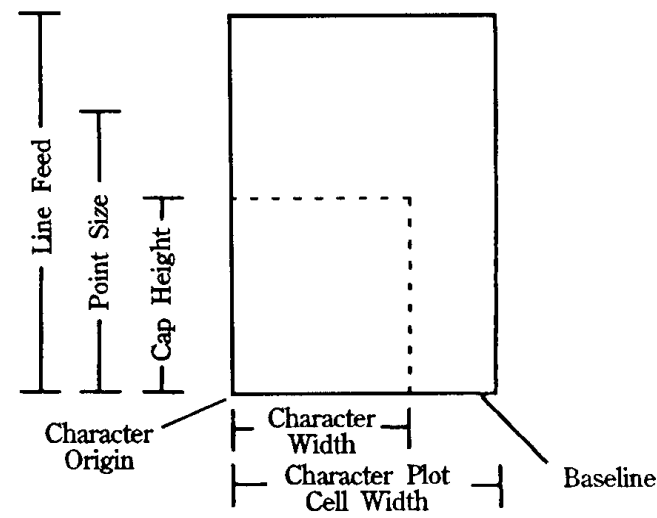 Line Feed
Point Size
Cap Height
Character
Origin
Character
Width
Character Plot
Cell Width
Baseline